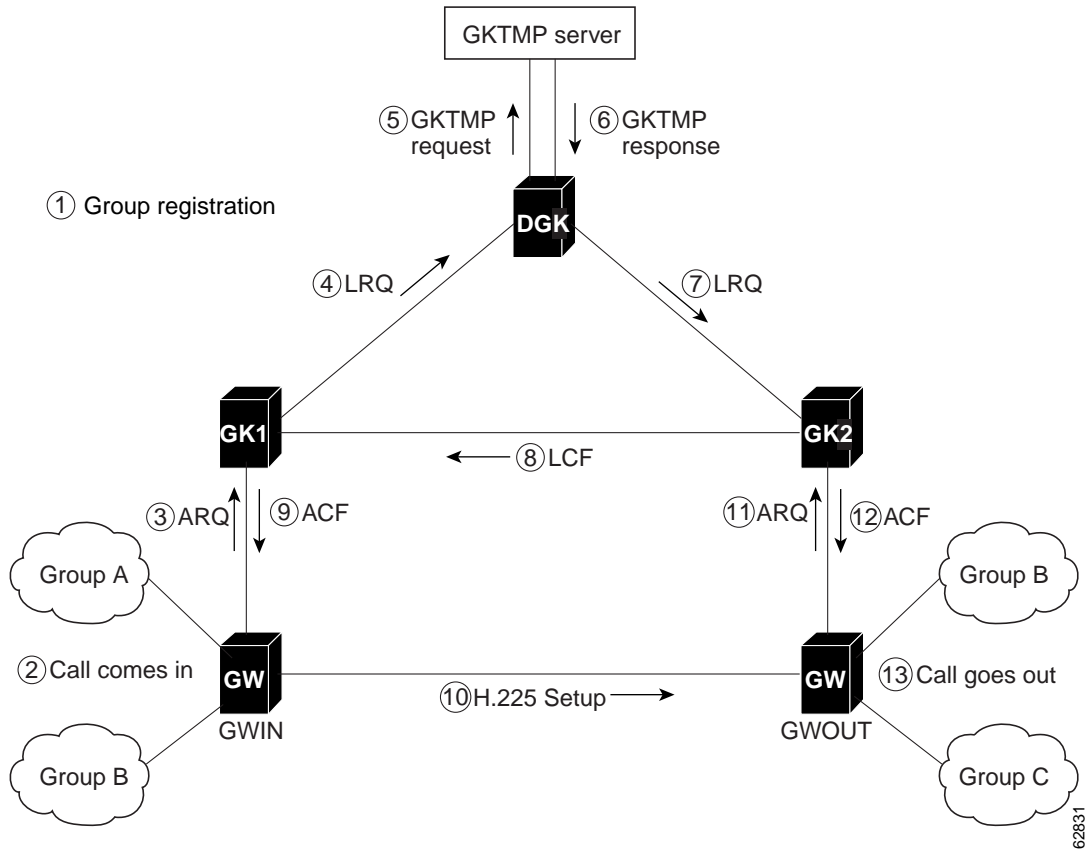 GKTMP server
5 GKTMP
request
6 GKTMP
response
1 Group registration
DGK
4 LRQ
7 LRQ
GK1
GK2
8 LCF
3 ARQ
9 ACF
11 ARQ
12 ACF
Group A
Group B
2 Call comes in
GW
GW
13 Call goes out
10 H.225 Setup
GWIN
GWOUT
Group B
Group C
62831